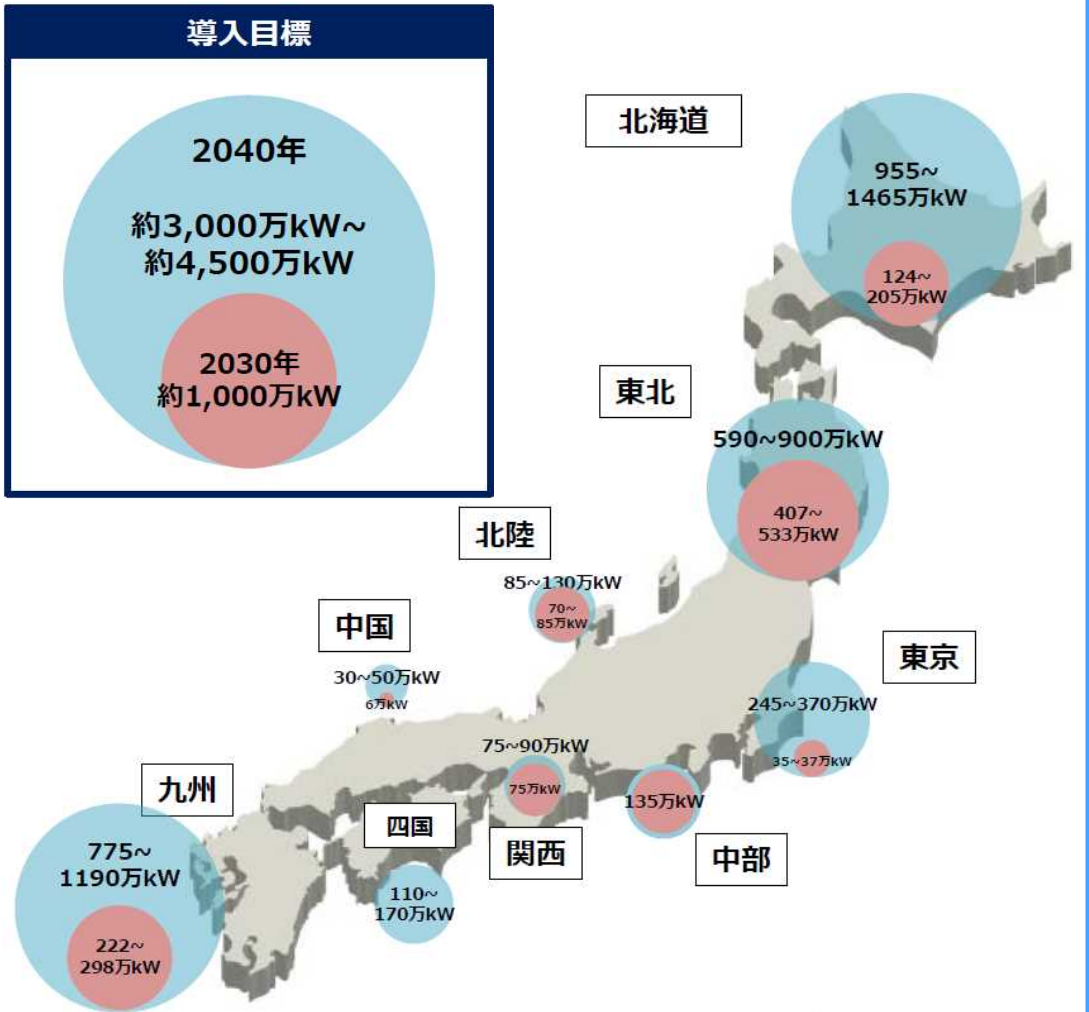 導入目標
2040年
約3,000万kW~
約4,500万kW
2030年
約1,000万kW
北海道
955~
1465万kW
124~
205万kW
東北
590~900万kW
407~
533万kW
北陸
85~130万kW
70~
85万kW
中国
30~50万kW
6万kW
東京
245~370万kW
35~37万kW
九州
775~
1190万kW
222~
298万kW
四国
110~
170万kW
75~90万kW
75万kW
関西
135万kW
中部